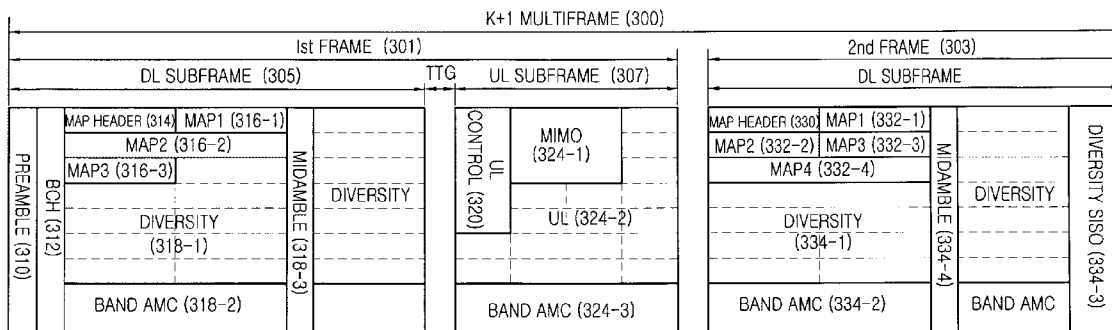 K+1 MULTIFRAME (300)
1st FRAME (301)
2nd FRAME (303)
DL SUBFRAME (305)
TTG
UL SUBFRAME (307)
DL SUBFRAME
PREAMBLE (310)
BCH (312)
MAP HEADER (314)
MAP1 (316-1)
MAP2 (316-2)
MAP3 (316-3)
DIVERSITY
(318-1)
BAND AMC (318-2)
MIDAMBLE (318-3)
DIVERSITY
UL
CONTROL (320)
MIMO
(324-1)
UL (324-2)
BAND AMC (324-3)
MAP HEADER (330)
MAP1 (332-1)
MAP2 (332-2)
MAP3 (332-3)
MAP4 (332-4)
DIVERSITY
(334-1)
BAND AMC (334-2)
MIDAMBLE (334-4)
DIVERSITY
BAND AMC
DIVERSITY SISO (334-3)